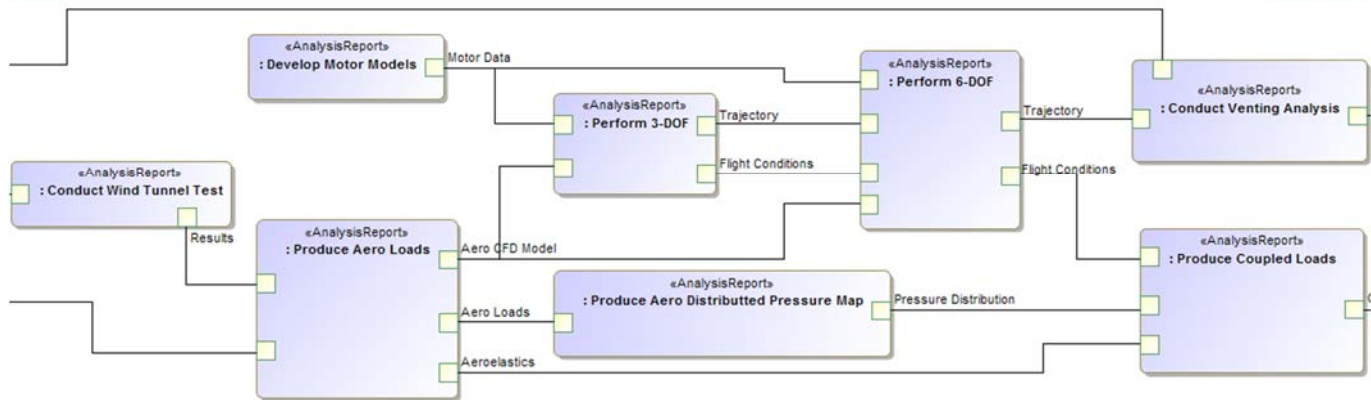 «AnalysisReport»
: Develop Motor Models
Motor Data
«AnalysisReport»
: Perform 6-DOF
«AnalysisReport»
: Conduct Venting Analysis
«AnalysisReport»
: Perform 3-DOF
Trajectory
Flight Conditions
Trajectory
Flight Conditions
«AnalysisReport»
: Conduct Wind Tunnel Test
Results
«AnalysisReport»
: Produce Aero Loads
Aero CFD Model
Aero Loads
Aeroelastics
«AnalysisReport»
: Produce Aero Distributted Pressure Map
Pressure Distribution
«AnalysisReport»
: Produce Coupled Loads